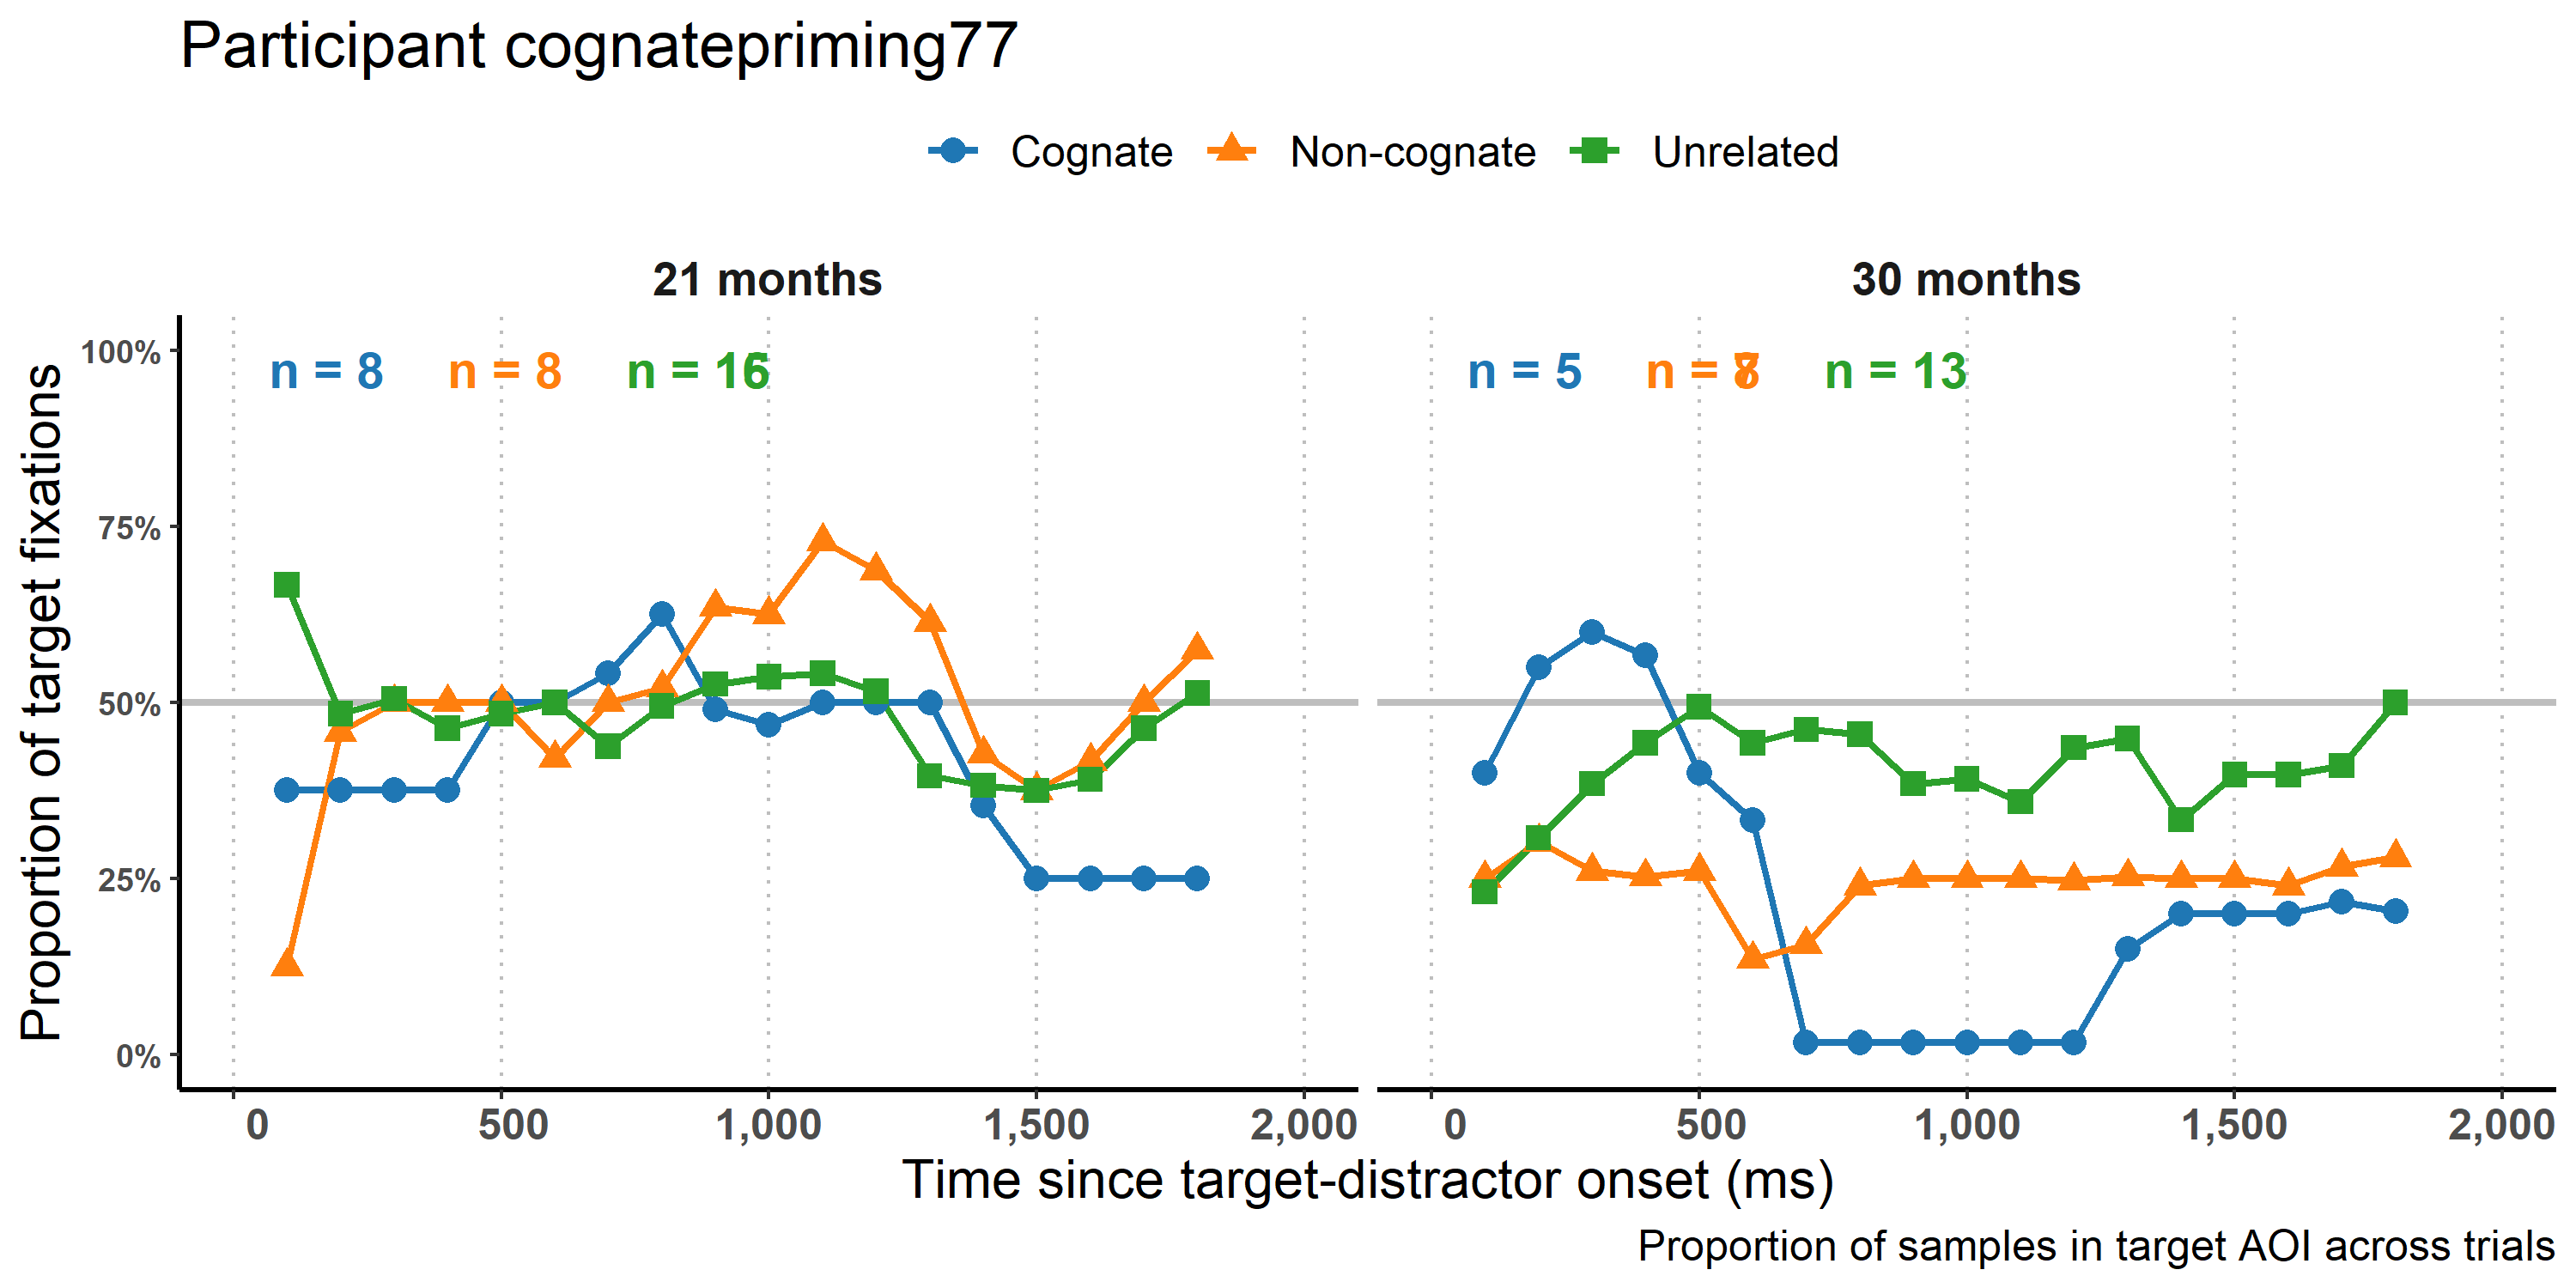 Participant cognatepriming77
Cognate Non-cognate Unrelated
21 months 30 months
100%
75%
50%
25%
0%
n = 8 n = 8 n =
n = 5 n = n = 13
0 500 1,000 1,500 2,000 0 500 1,000 1,500 2,000
Time since target-distractor onset (ms)
Proportion of target fixations
Proportion of samples in target AOI across trials